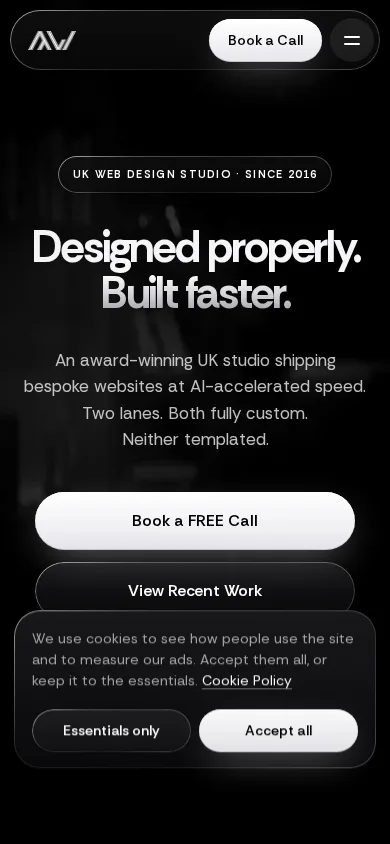 AW
Book a Call
UK WEB DESIGN STUDIO · SINCE 2016
Designed properly.
Built faster.
An award-winning UK studio shipping
bespoke websites at AI-accelerated speed.
Two lanes. Both fully custom.
Neither templated.
Book a FREE Call
View Recent Work
We use cookies to see how people use the site
and to measure our ads. Accept them all, or
keep it to the essentials. Cookie Policy
Essentials only
Accept all